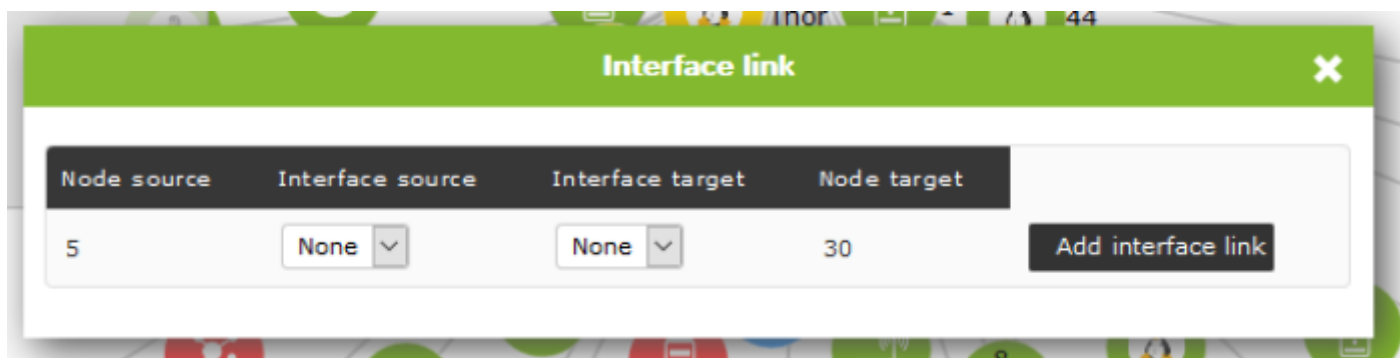 Thor
44
Interface link
Node source Interface source Interface target Node target
5 None None 30 Add interface link
8